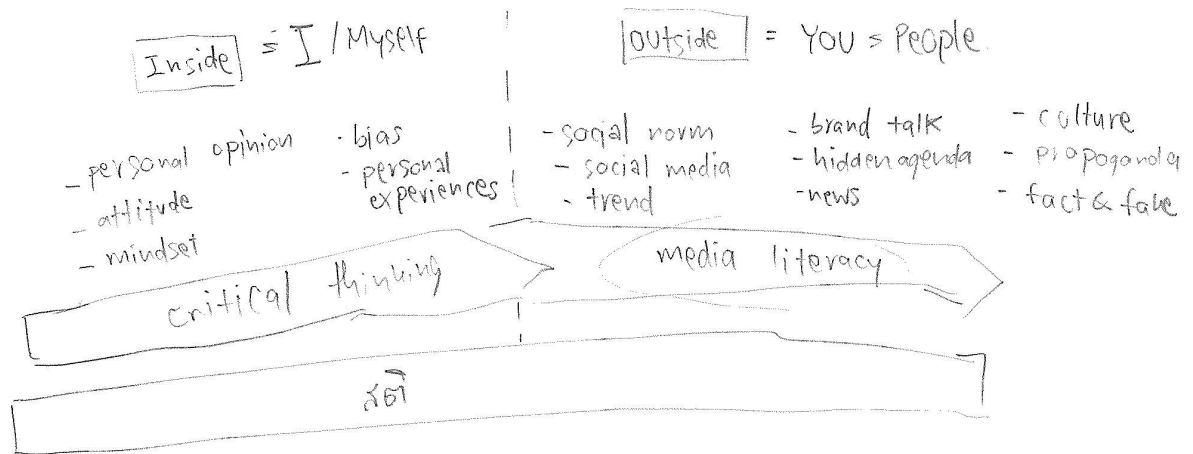 Inside = I / Myself
outside = YOU = People
- personal opinion
- attitude
- mindset
- bias
- personal experiences
- social norm
- social media
- trend
- brand talk
- hidden agenda
- news
- culture
- propoganda
- fact & fake
critical thinking
media literacy
สติ